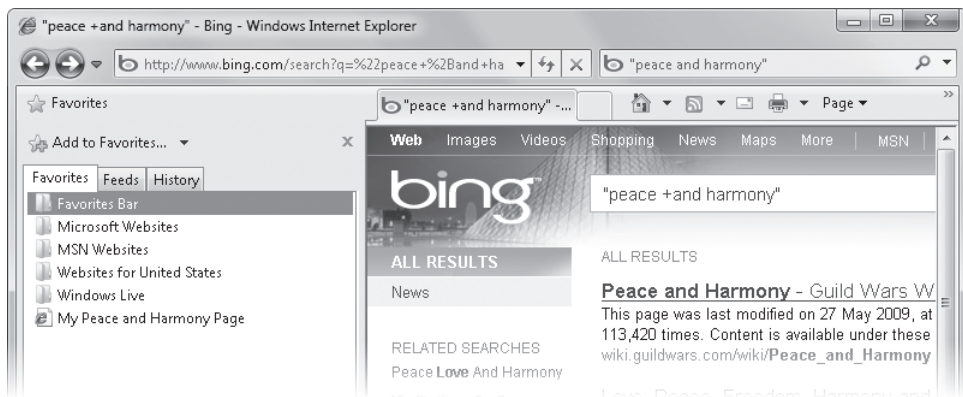 "peace +and harmony" - Bing - Windows Internet Explorer
http://www.bing.com/search?q=%22peace+%2Band+ha
"peace and harmony"
Favorites
"peace +and harmony" -...
Page
Add to Favorites...
Favorites Feeds History
Favorites Bar
Microsoft Websites
MSN Websites
Websites for United States
Windows Live
My Peace and Harmony Page
Web Images Videos Shopping News Maps More MSN
bing
"peace +and harmony"
ALL RESULTS
News
RELATED SEARCHES
Peace Love And Harmony
ALL RESULTS
Peace and Harmony - Guild Wars W
This page was last modified on 27 May 2009, at
113,420 times. Content is available under these
wiki.guildwars.com/wiki/Peace_and_Harmony
Love, Peace, Freedom, Harmony and